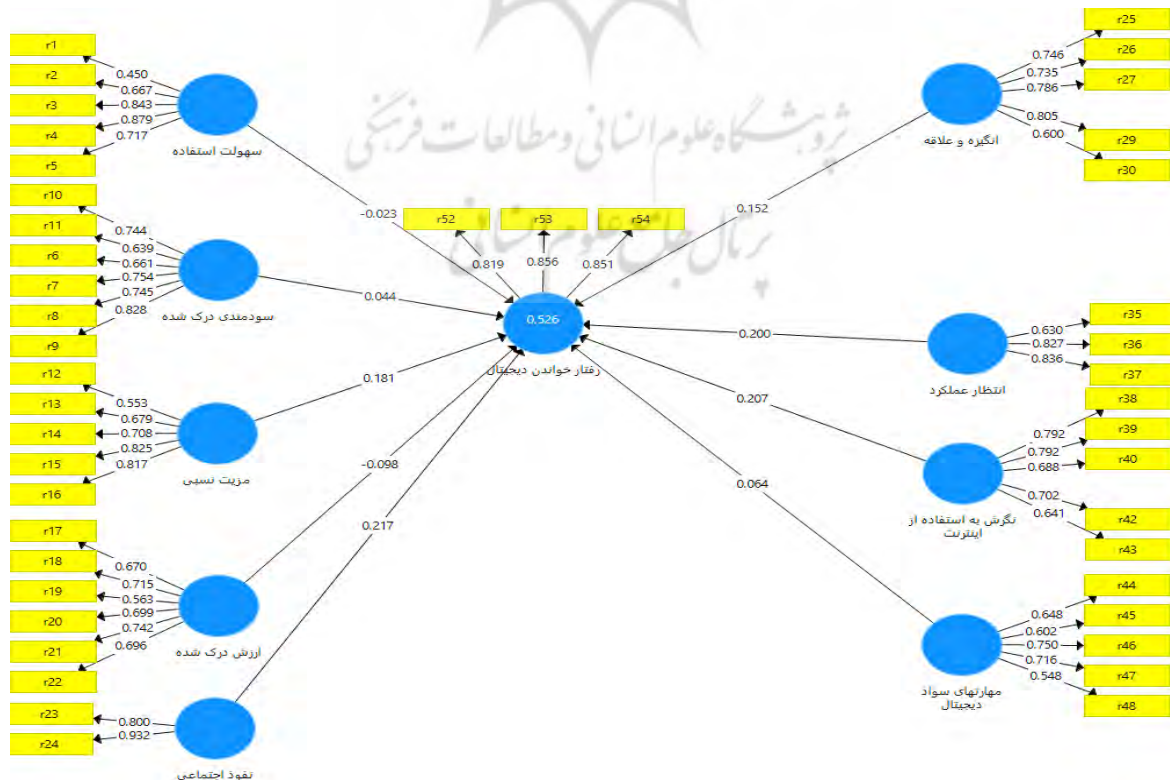 r1
r2
r3
r4
r5
0.450
0.667
0.843
0.879
0.717
سهولت استفاده
r10
r11
r6
r7
r8
r9
0.744
0.639
0.661
0.754
0.745
0.828
سودمندی درک شده
r12
r13
r14
r15
r16
0.553
0.679
0.708
0.825
0.817
مزیت نسبی
r17
r18
r19
r20
r21
r22
0.670
0.715
0.563
0.699
0.742
0.696
ارزش درک شده
r23
r24
0.800
0.932
نفوذ اجتماعی
-0.023
0.044
0.181
-0.098
0.217
پژوهشگاه علوم انسانی و مطالعات فرهنگی
پرتال جامع علوم انسانی
r52
r53
r54
0.819
0.856
0.851
0.526
رفتار خواندن دیجیتال
0.152
0.200
0.207
0.064
r25
r26
r27
r29
r30
0.746
0.735
0.786
0.805
0.600
انگیزه و علاقه
r35
r36
r37
0.630
0.827
0.836
انتظار عملکرد
r38
r39
r40
r42
r43
0.792
0.792
0.688
0.702
0.641
نگرش به استفاده از
اینترنت
r44
r45
r46
r47
r48
0.648
0.602
0.750
0.716
0.548
مهارتهای سواد
دیجیتال